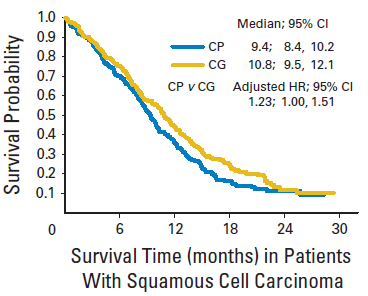 Survival Probability
1.0
0.9
0.8
0.7
0.6
0.5
0.4
0.3
0.2
0.1
Median; 95% CI
CP 9.4; 8.4, 10.2
CG 10.8; 9.5, 12.1
CP v CG Adjusted HR; 95% CI
1.23; 1.00, 1.51
0 6 12 18 24 30
Survival Time (months) in Patients
With Squamous Cell Carcinoma